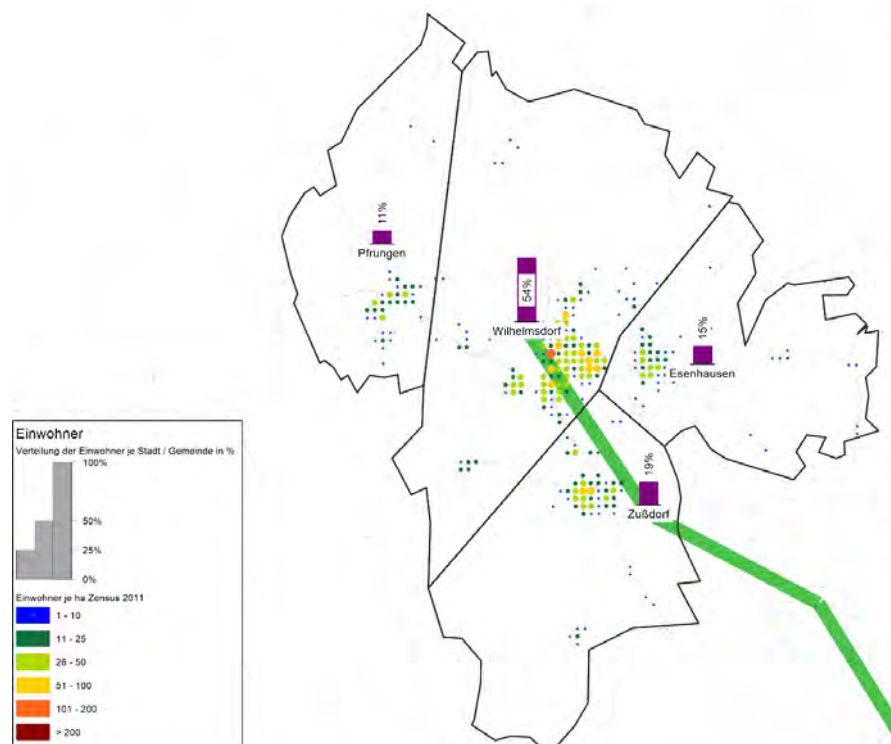 11%
Pfrungen
54%
Wilhelmsdorf
15%
Esenhausen
19%
Zußdorf
Einwohner
Verteilung der Einwohner je Stadt / Gemeinde in %
100%
50%
25%
0%
Einwohner je ha Zensus 2011
1 - 10
11 - 25
26 - 50
51 - 100
101 - 200
> 200